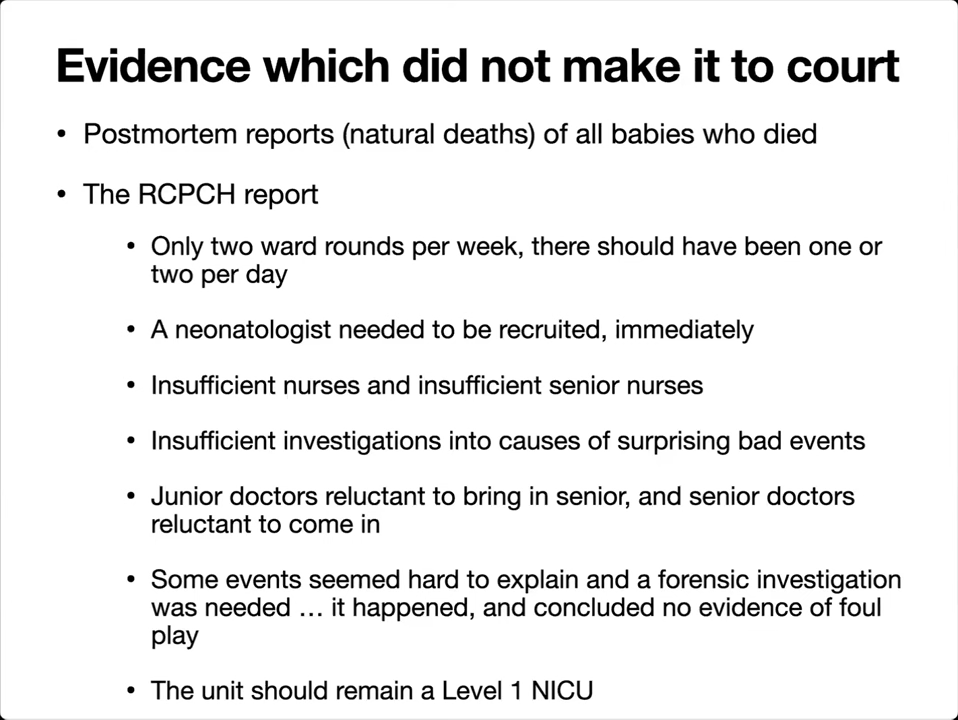 Evidence which did not make it to court
• Postmortem reports (natural deaths) of all babies who died
• The RCPCH report
• Only two ward rounds per week, there should have been one or
two per day
• A neonatologist needed to be recruited, immediately
• Insufficient nurses and insufficient senior nurses
• Insufficient investigations into causes of surprising bad events
• Junior doctors reluctant to bring in senior, and senior doctors
reluctant to come in
• Some events seemed hard to explain and a forensic investigation
was needed … it happened, and concluded no evidence of foul
play
• The unit should remain a Level 1 NICU